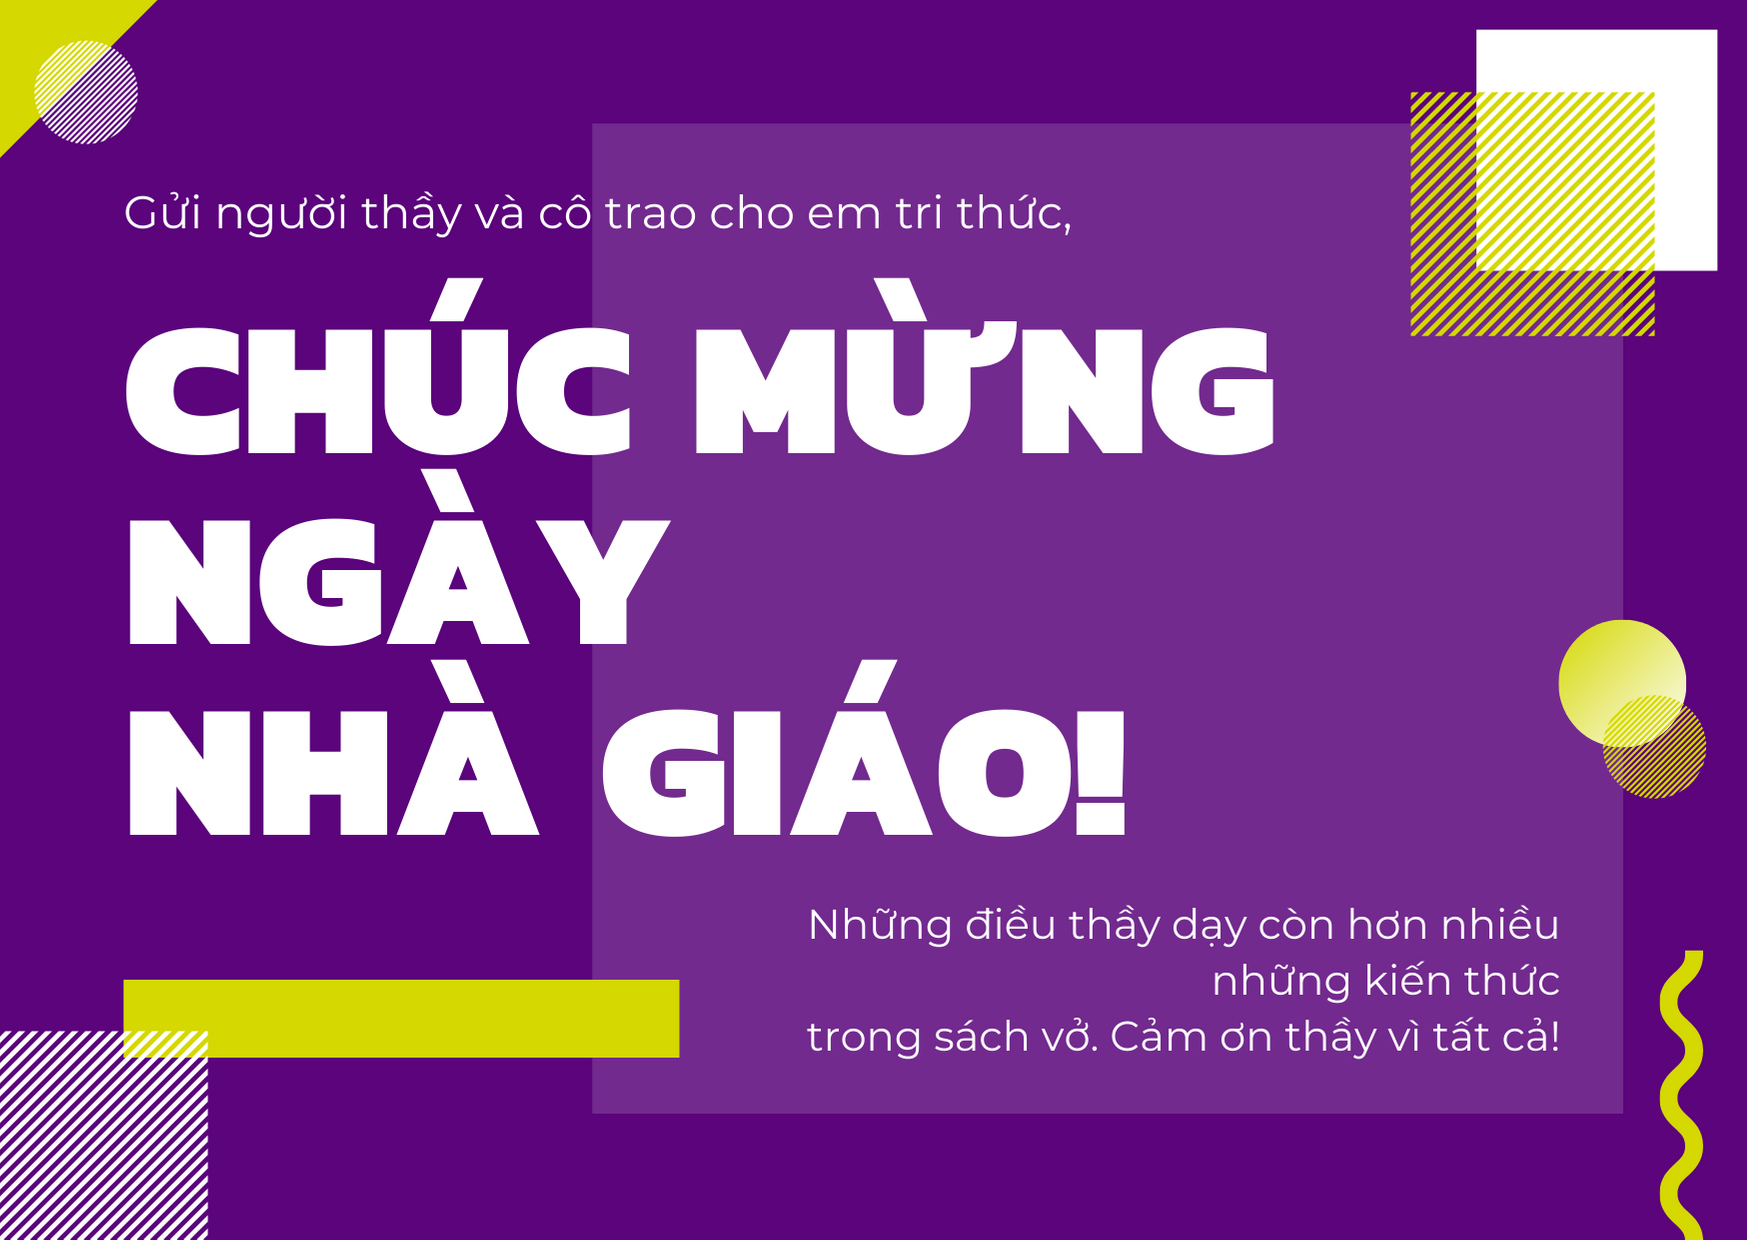 Gửi người thầy và cô trao cho em tri thức,
CHÚC MỪNG
NGÀY
NHÀ GIÁO!
Những điều thầy dạy còn hơn nhiều
những kiến thức
trong sách vở. Cảm ơn thầy vì tất cả!